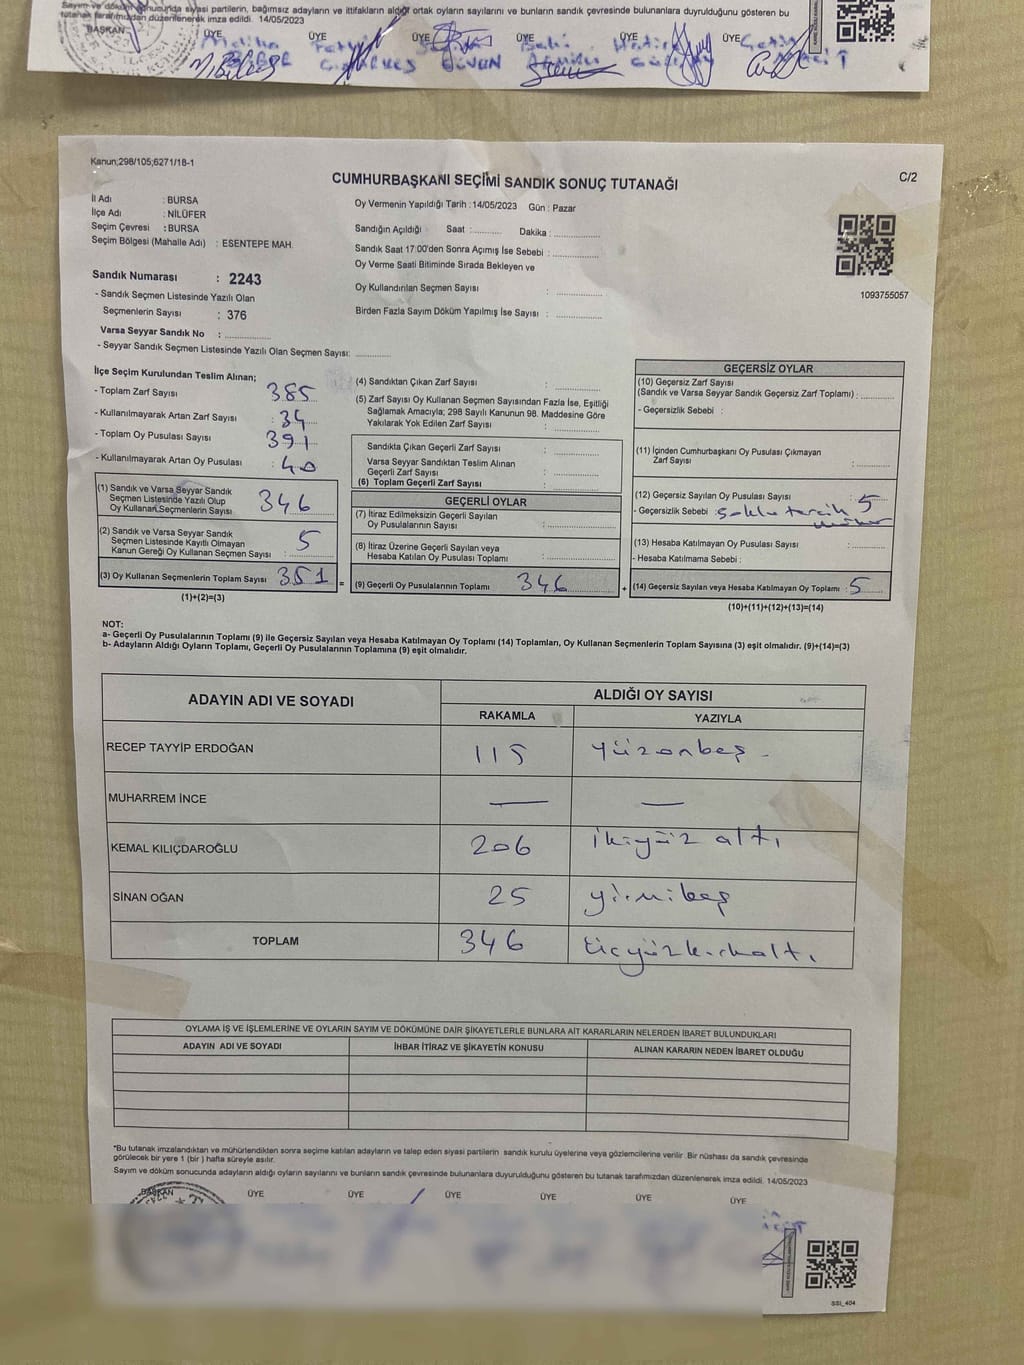 Sayım ve döküm sonucunda siyasi partilerin, bağımsız adayların ve ittifakların aldığı ortak oyların sayılarını ve bunların sandık çevresinde bulunanlara duyrulduğunu gösteren bu
tutanak tarafımızdan düzenlenerek imza edildi. 14/05/2023
BAŞKAN ÜYE ÜYE ÜYE ÜYE ÜYE ÜYE
Kanun;298/105;6271/18-1
C/2
CUMHURBAŞKANI SEÇİMİ SANDIK SONUÇ TUTANAĞI
İl Adı : BURSA
İlçe Adı : NİLÜFER
Seçim Çevresi : BURSA
Seçim Bölgesi (Mahalle Adı) : ESENTEPE MAH.
Oy Vermenin Yapıldığı Tarih : 14/05/2023 Gün : Pazar
Sandığın Açıldığı Saat :........... Dakika : ...........
Sandık Saat 17:00'den Sonra Açımış İse Sebebi : ...........
Oy Verme Saati Bitiminde Sırada Bekleyen ve
Oy Kullandırılan Seçmen Sayısı : ...........
Birden Fazla Sayım Döküm Yapılmış İse Sayısı : ...........
1093755057
Sandık Numarası : 2243
- Sandık Seçmen Listesinde Yazılı Olan
Seçmenlerin Sayısı : 376
Varsa Seyyar Sandık No : ...........
- Seyyar Sandık Seçmen Listesinde Yazılı Olan Seçmen Sayısı: ...........
İlçe Seçim Kurulundan Teslim Alınan;
- Toplam Zarf Sayısı : 385
- Kullanılmayarak Artan Zarf Sayısı : 34
- Toplam Oy Pusulası Sayısı : 391
- Kullanılmayarak Artan Oy Pusulası : 40
(1) Sandık ve Varsa Seyyar Sandık
Seçmen Listesinde Yazılı Olup
Oy Kullanan Seçmenlerin Sayısı : 346
(2) Sandık ve Varsa Seyyar Sandık
Seçmen Listesinde Kayıtlı Olmayan
Kanun Gereği Oy Kullanan Seçmen Sayısı : 5
(3) Oy Kullanan Seçmenlerin Toplam Sayısı : 351 =
(1)+(2)=(3)
(4) Sandıktan Çıkan Zarf Sayısı : ...........
(5) Zarf Sayısı Oy Kullanan Seçmen Sayısından Fazla İse, Eşitliği
Sağlamak Amacıyla; 298 Sayılı Kanunun 98. Maddesine Göre
Yakılarak Yok Edilen Zarf Sayısı : ...........
Sandıkta Çıkan Geçerli Zarf Sayısı : ...........
Varsa Seyyar Sandıktan Teslim Alınan
Geçerli Zarf Sayısı : ...........
(6) Toplam Geçerli Zarf Sayısı : ...........
GEÇERLİ OYLAR
(7) İtiraz Edilmeksizin Geçerli Sayılan
Oy Pusulalarının Sayısı : ...........
(8) İtiraz Üzerine Geçerli Sayılan veya
Hesaba Katılan Oy Pusulası Toplamı : ...........
(9) Geçerli Oy Pusulalarının Toplamı : 346 +
GEÇERSİZ OYLAR
(10) Geçersiz Zarf Sayısı
(Sandık ve Varsa Seyyar Sandık Geçersiz Zarf Toplamı) : ...........
- Geçersizlik Sebebi :
(11) İçinden Cumhurbaşkanı Oy Pusulası Çıkmayan
Zarf Sayısı : ...........
(12) Geçersiz Sayılan Oy Pusulası Sayısı : 5
- Geçersizlik Sebebi : tercih
(13) Hesaba Katılmayan Oy Pusulası Sayısı : ...........
- Hesaba Katılmama Sebebi :
(14) Geçersiz Sayılan veya Hesaba Katılmayan Oy Toplamı : 5
(10)+(11)+(12)+(13)=(14)
NOT:
a- Geçerli Oy Pusulalarının Toplamı (9) ile Geçersiz Sayılan veya Hesaba Katılmayan Oy Toplamı (14) Toplamları, Oy Kullanan Seçmenlerin Toplam Sayısına (3) eşit olmalıdır. (9)+(14)=(3)
b- Adayların Aldığı Oyların Toplamı, Geçerli Oy Pusulalarının Toplamına (9) eşit olmalıdır.
ADAYIN ADI VE SOYADI ALDIĞI OY SAYISI
RAKAMLA YAZIYLA
RECEP TAYYİP ERDOĞAN 115 yüzonbeş -
MUHARREM İNCE — —
KEMAL KILIÇDAROĞLU 206 ikiyüz altı
SİNAN OĞAN 25 yirmibeş
TOPLAM 346 üçyüzkırkaltı
OYLAMA İŞ VE İŞLEMLERİNE VE OYLARIN SAYIM VE DÖKÜMÜNE DAİR ŞİKAYETLERLE BUNLARA AİT KARARLARIN NELERDEN İBARET BULUNDUKLARI
ADAYIN ADI VE SOYADI İHBAR İTİRAZ VE ŞİKAYETİN KONUSU ALINAN KARARIN NEDEN İBARET OLDUĞU
*Bu tutanak imzalandıktan ve mühürlendikten sonra seçime katılan adayların ve talep eden siyasi partilerin sandık kurulu üyelerine veya gözlemcilerine verilir. Bir nüshası da sandık çevresinde
görülecek bir yere 1 (bir ) hafta süreyle asılır.
Sayım ve döküm sonucunda adayların aldığı oyların sayılarını ve bunların sandık çevresinde bulunanlara duyurulduğunu gösteren bu tutanak tarafımızdan düzenlenerek imza edildi. 14/05/2023
BAŞKAN ÜYE ÜYE ÜYE ÜYE ÜYE ÜYE
SSI_404